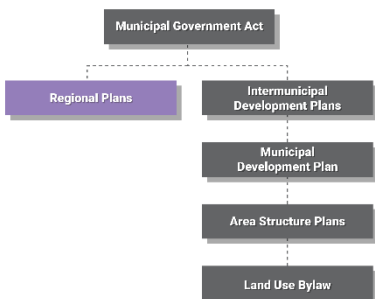 Municipal Government Act
Regional Plans
Intermunicipal
Development Plans
Municipal
Development Plan
Area Structure Plans
Land Use Bylaw